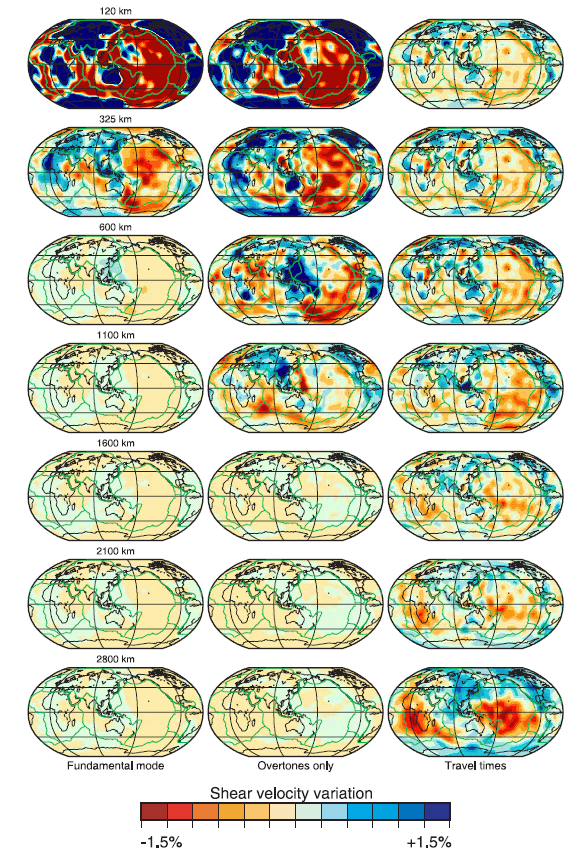 120 km
325 km
600 km
1100 km
1600 km
2100 km
2800 km
Fundamental mode Overtones only Travel times
Shear velocity variation
-1.5% +1.5%